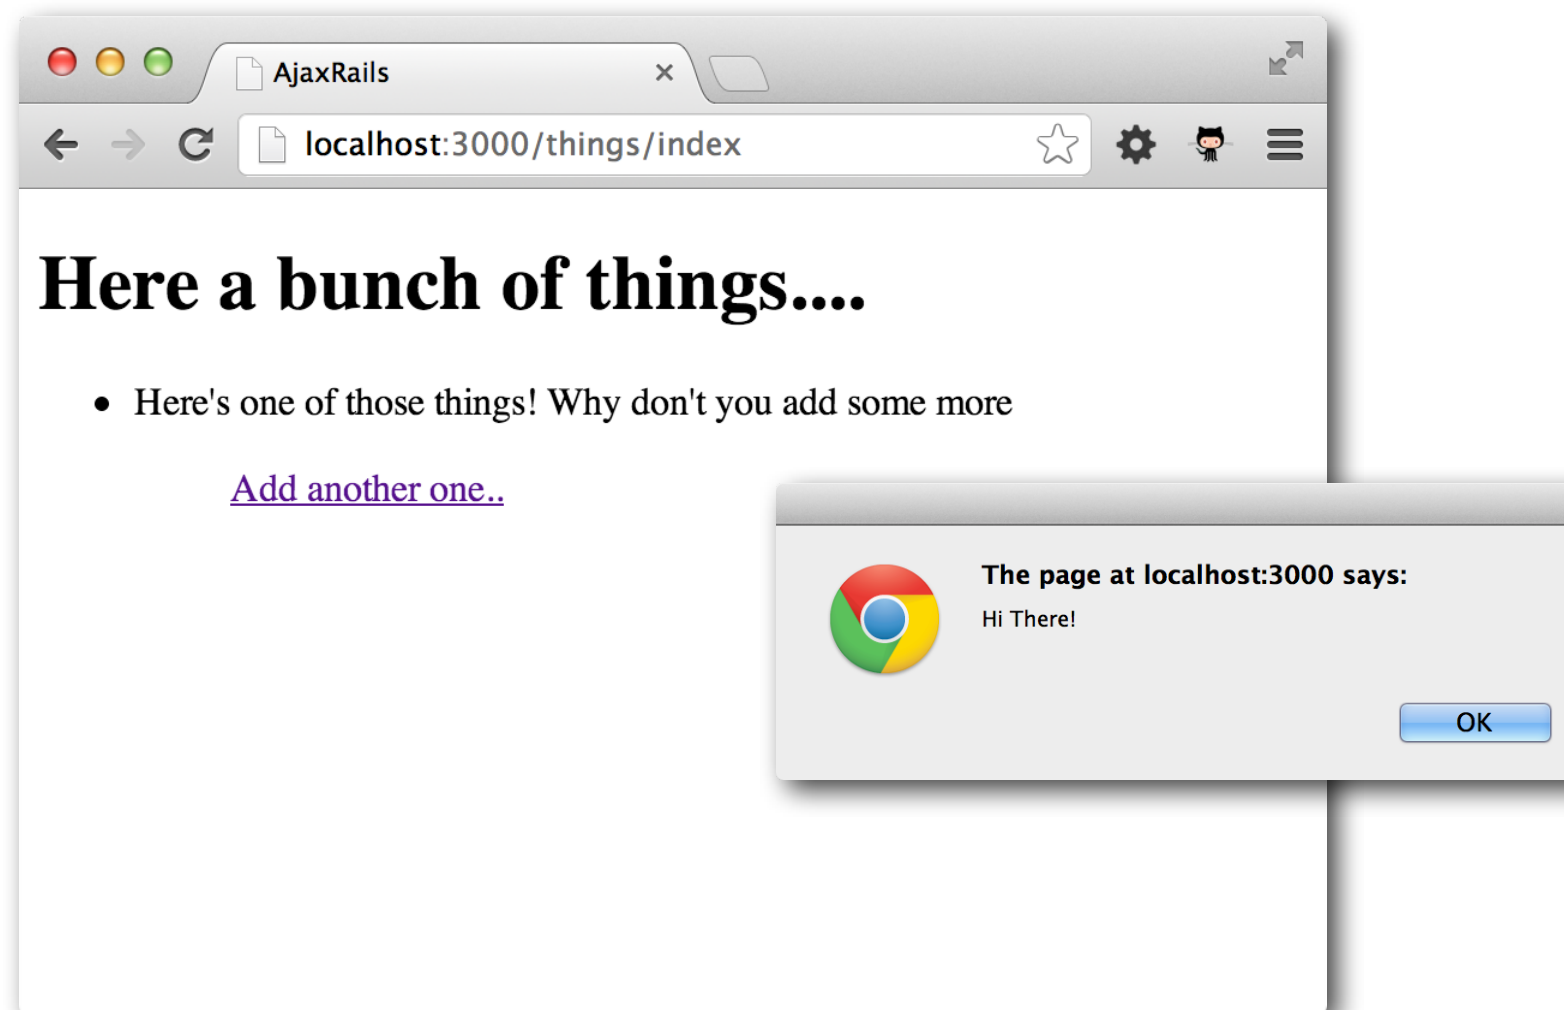 AjaxRails
localhost:3000/things/index
Here a bunch of things....
Here's one of those things! Why don't you add some more
Add another one..
The page at localhost:3000 says:
Hi There!
OK